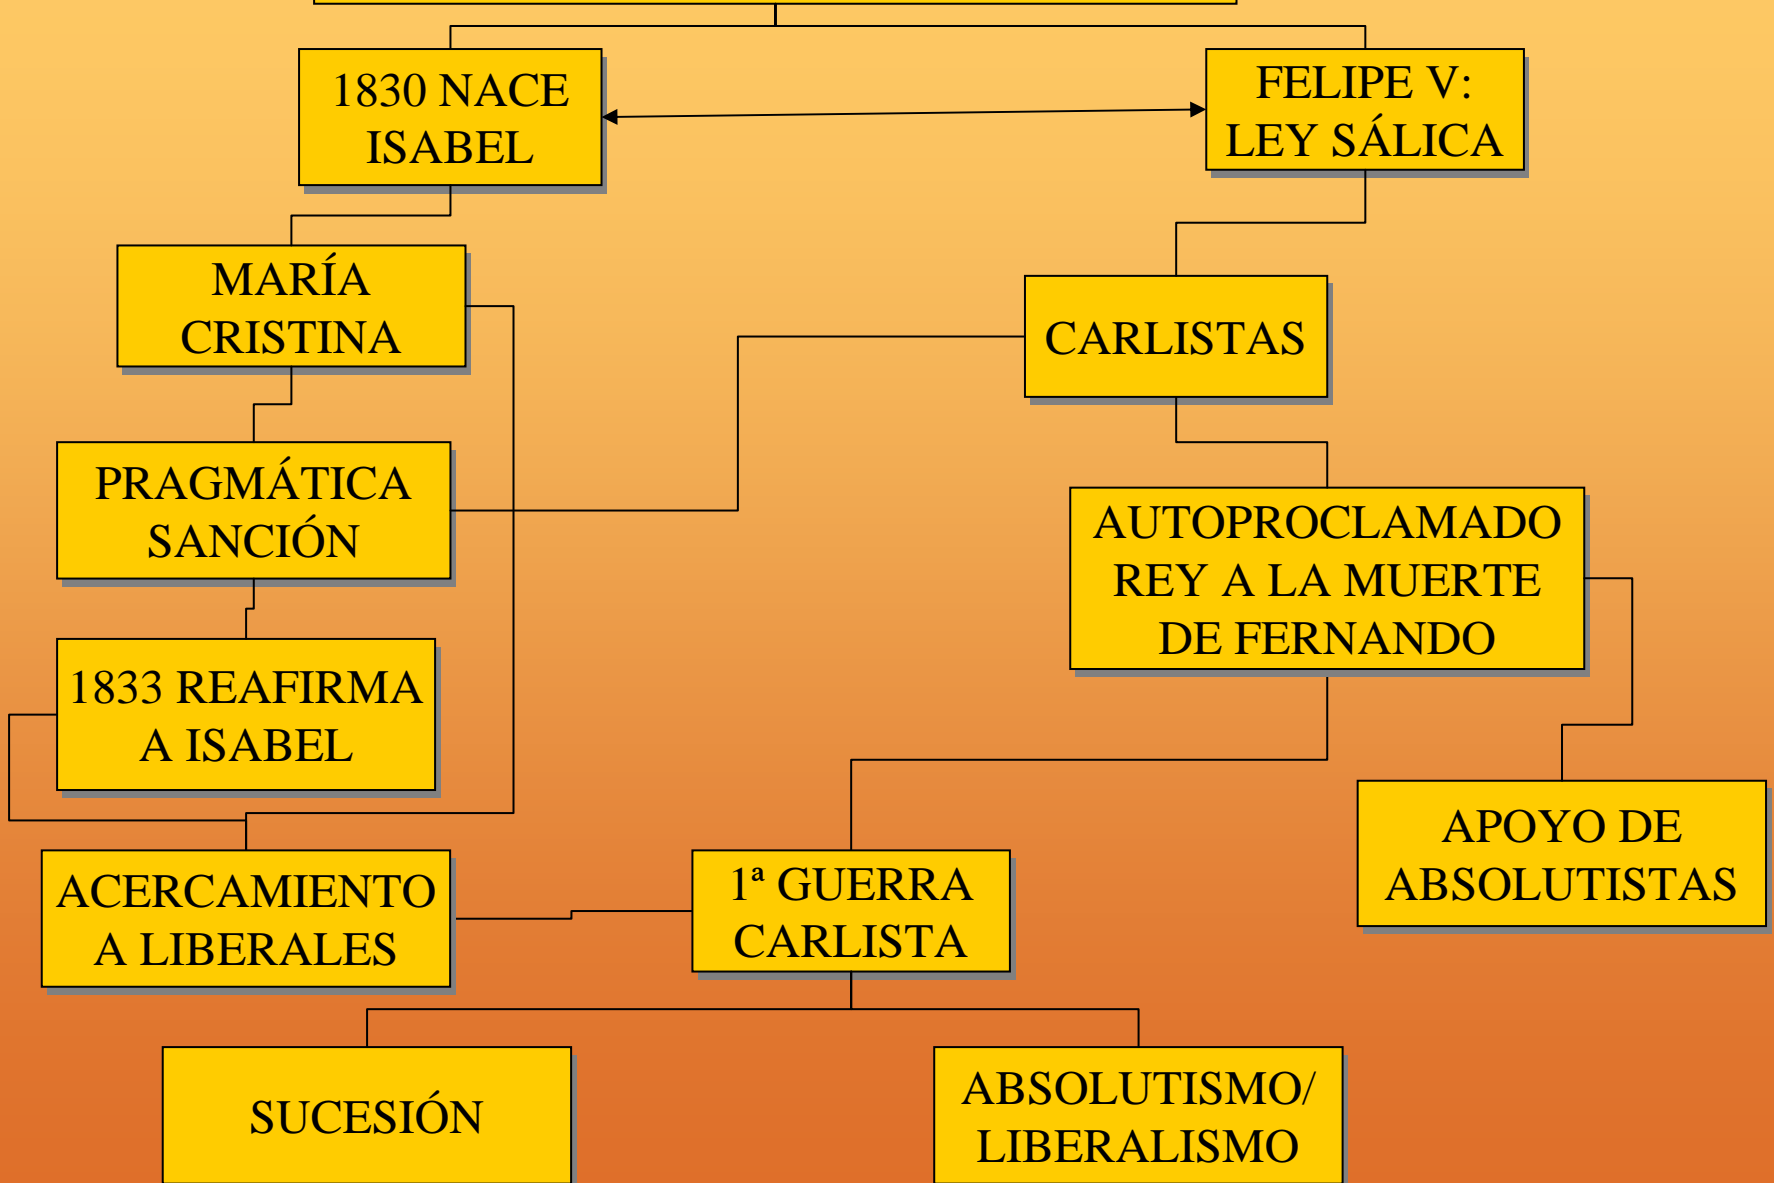 1830 NACE
ISABEL
FELIPE V:
LEY SÁLICA
MARÍA
CRISTINA
CARLISTAS
PRAGMÁTICA
SANCIÓN
AUTOPROCLAMADO
REY A LA MUERTE
DE FERNANDO
1833 REAFIRMA
A ISABEL
APOYO DE
ABSOLUTISTAS
ACERCAMIENTO
A LIBERALES
1ª GUERRA
CARLISTA
SUCESIÓN
ABSOLUTISMO/
LIBERALISMO